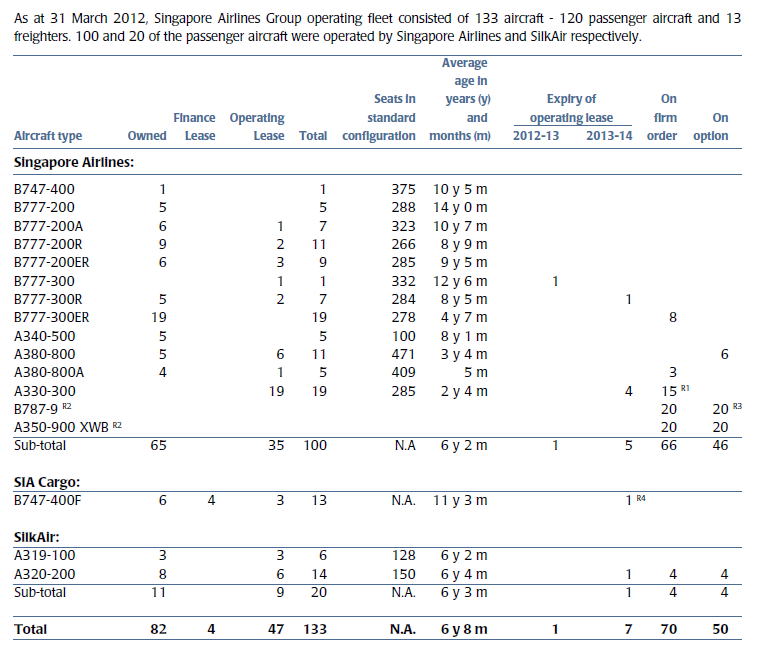 As at 31 March 2012, Singapore Airlines Group operating fleet consisted of 133 aircraft - 120 passenger aircraft and 13
freighters. 100 and 20 of the passenger aircraft were operated by Singapore Airlines and SilkAir respectively.
Average
age in
Seats in years (y) Expiry of On
Finance Operating standard and operating lease firm On
Aircraft type Owned Lease Lease Total configuration months (m) 2012-13 2013-14 order option
Singapore Airlines:
B747-400 1 1 375 10 y 5 m
B777-200 5 5 288 14 y 0 m
B777-200A 6 1 7 323 10 y 7 m
B777-200R 9 2 11 266 8 y 9 m
B777-200ER 6 3 9 285 9 y 5 m
B777-300 1 1 332 12 y 6 m 1
B777-300R 5 2 7 284 8 y 5 m 1
B777-300ER 19 19 278 4 y 7 m 8
A340-500 5 5 100 8 y 1 m
A380-800 5 6 11 471 3 y 4 m 6
A380-800A 4 1 5 409 5 m 3
A330-300 19 19 285 2 y 4 m 4 15 R1
B787-9 R2 20 20 R3
A350-900 XWB R2 20 20
Sub-total 65 35 100 N.A 6 y 2 m 1 5 66 46
SIA Cargo:
B747-400F 6 4 3 13 N.A. 11 y 3 m 1 R4
SilkAir:
A319-100 3 3 6 128 6 y 2 m
A320-200 8 6 14 150 6 y 4 m 1 4 4
Sub-total 11 9 20 N.A. 6 y 3 m 1 4 4
Total 82 4 47 133 N.A. 6 y 8 m 1 7 70 50